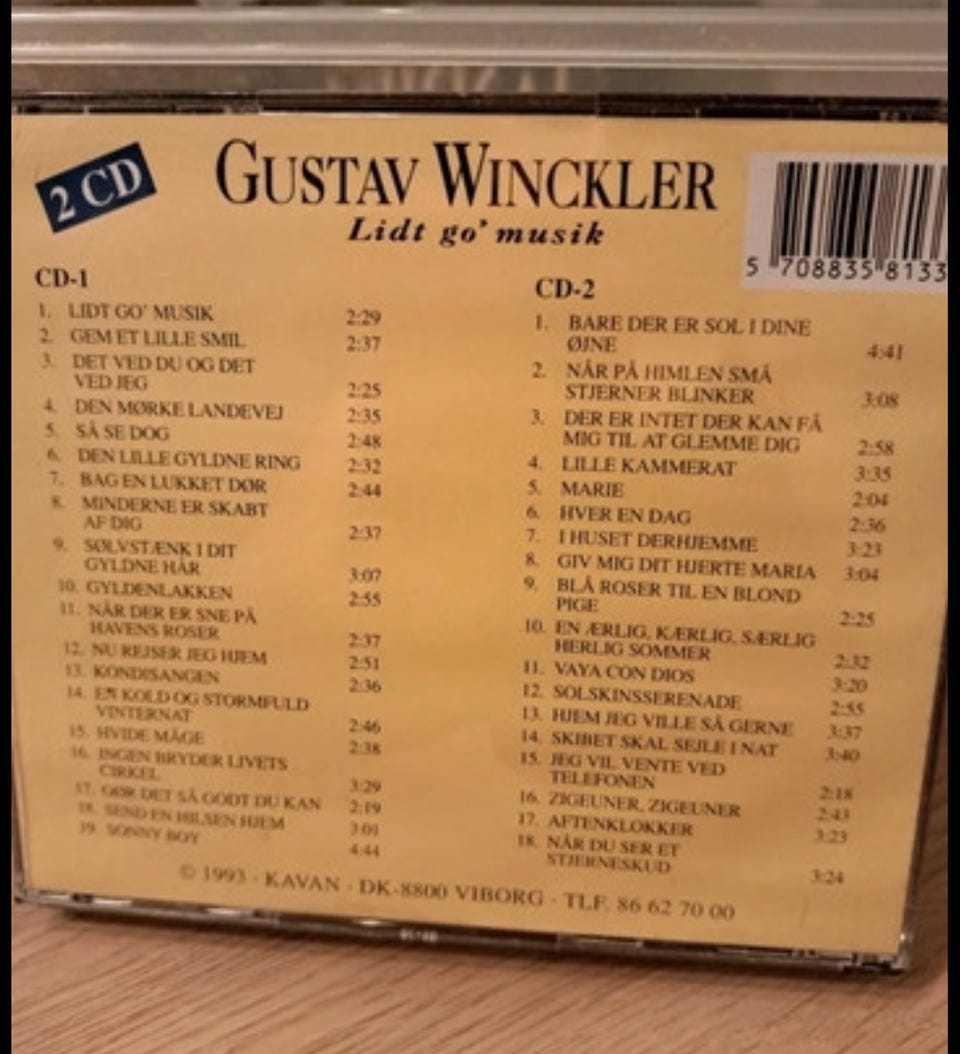 2 CD
GUSTAV WINCKLER
Lidt go' musik
5 708835 8133
CD-1
1. LIDT GO' MUSIK 2:29
2. GEM ET LILLE SMIL 2:37
3. DET VED DU OG DET
VED JEG 2:25
4. DEN MØRKE LANDEVEJ 2:35
5. SÅ SE DOG 2:48
6. DEN LILLE GYLDNE RING 2:32
7. BAG EN LUKKET DØR 2:44
8. MINDERNE ER SKABT
AF DIG 2:37
9. SØLVSTÆNK I DIT
GYLDNE HÅR 3:07
10. GYLDENLAKKEN 2:55
11. NÅR DER ER SNE PÅ
HAVENS ROSER 2:37
12. NU REJSER JEG HJEM 2:51
13. KONDISANGEN 2:36
14. EN KOLD OG STORMFULD
VINTERNAT 2:46
15. HVIDE MÅGE 2:38
16. INGEN BRYDER LIVETS
CIRKEL 3:29
17. GØR DET SÅ GODT DU KAN 2:19
18. SEND EN HILSEN HJEM 3:01
19. SONNY BOY 4:44
CD-2
1. BARE DER ER SOL I DINE
ØJNE 4:41
2. NÅR PÅ HIMLEN SMÅ
STJERNER BLINKER 3:08
3. DER ER INTET DER KAN FÅ
MIG TIL AT GLEMME DIG 2:58
4. LILLE KAMMERAT 3:35
5. MARIE 2:04
6. HVER EN DAG 2:36
7. I HUSET DERHJEMME 3:23
8. GIV MIG DIT HJERTE MARIA 3:04
9. BLÅ ROSER TIL EN BLOND
PIGE 2:25
10. EN ÆRLIG, KÆRLIG, SÆRLIG
HERLIG SOMMER 2:32
11. VAYA CON DIOS 3:20
12. SOLSKINSSERENADE 2:55
13. HJEM JEG VILLE SÅ GERNE 3:37
14. SKIBET SKAL SEJLE I NAT 3:40
15. JEG VIL VENTE VED
TELEFONEN 2:18
16. ZIGEUNER, ZIGEUNER 2:43
17. AFTENKLOKKER 3:23
18. NÅR DU SER ET
STJERNESKUD 3:24
© 1993 · KAVAN · DK-8800 VIBORG · TLF. 86 62 70 00